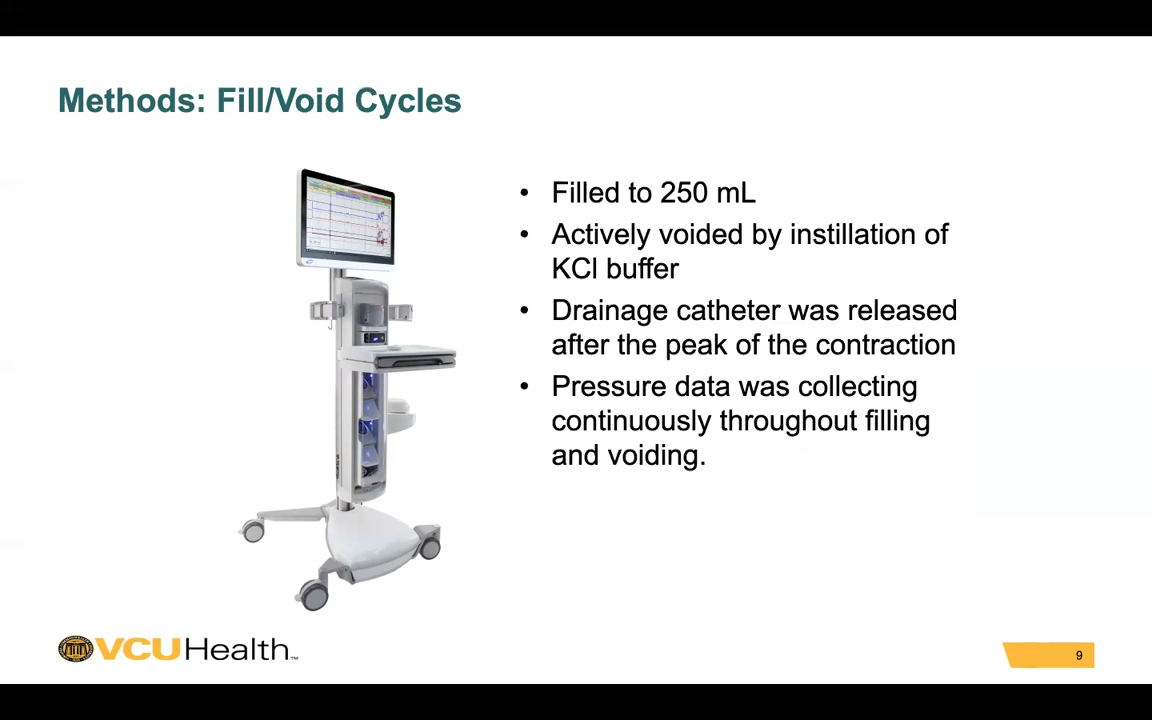 Methods: Fill/Void Cycles
• Filled to 250 mL
• Actively voided by instillation of
KCl buffer
• Drainage catheter was released
after the peak of the contraction
• Pressure data was collecting
continuously throughout filling
and voiding.
VCUHealth™
9